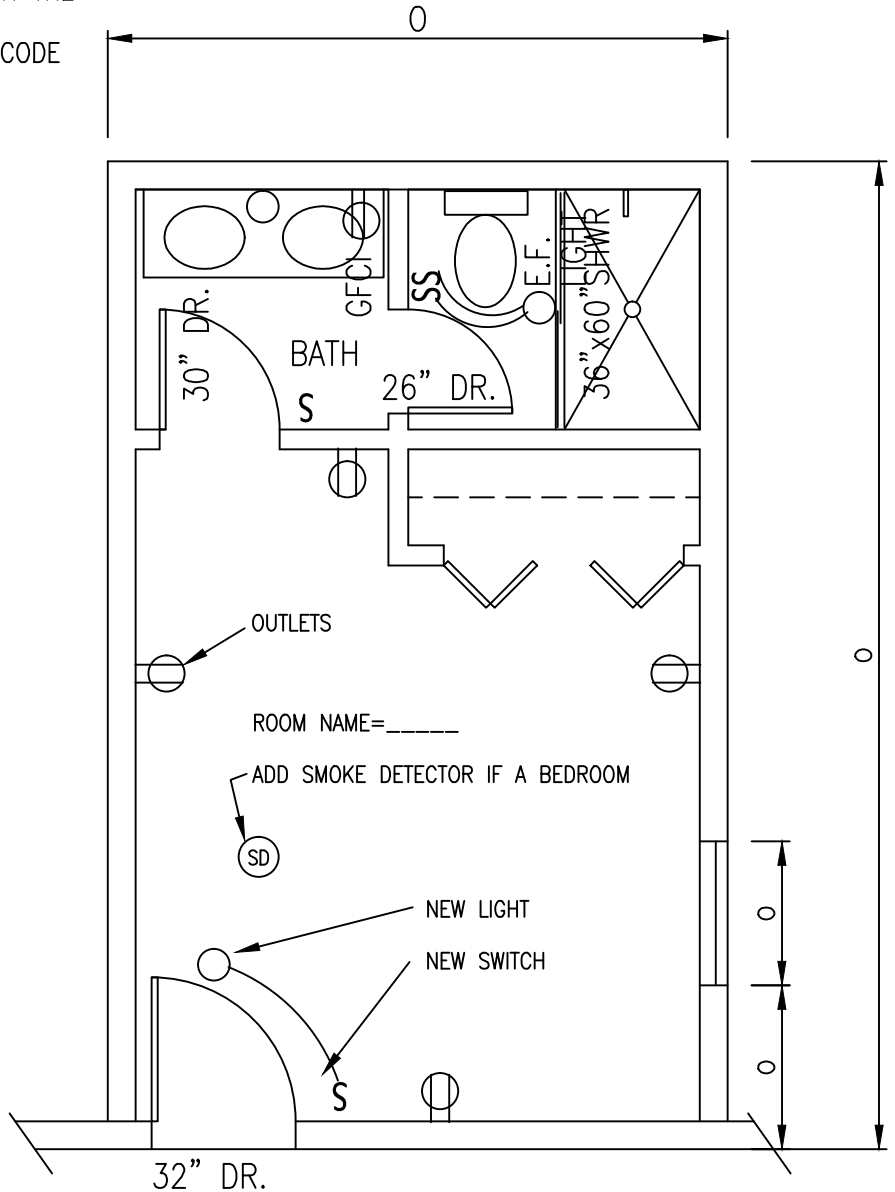 CODE
0
GFCI
SS
E.F.
LIGHT
36"x60"SHWR
30" DR.
BATH
26" DR.
S
OUTLETS
0
ROOM NAME=_____
ADD SMOKE DETECTOR IF A BEDROOM
SD
NEW LIGHT
0
NEW SWITCH
0
S
32" DR.